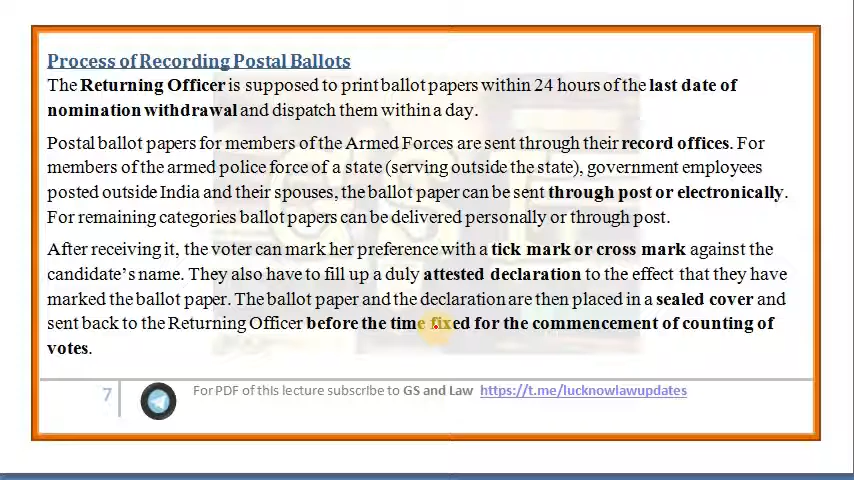 Process of Recording Postal Ballots
The Returning Officer is supposed to print ballot papers within 24 hours of the last date of
nomination withdrawal and dispatch them within a day.
Postal ballot papers for members of the Armed Forces are sent through their record offices. For
members of the armed police force of a state (serving outside the state), government employees
posted outside India and their spouses, the ballot paper can be sent through post or electronically.
For remaining categories ballot papers can be delivered personally or through post.
After receiving it, the voter can mark her preference with a tick mark or cross mark against the
candidate's name. They also have to fill up a duly attested declaration to the effect that they have
marked the ballot paper. The ballot paper and the declaration are then placed in a sealed cover and
sent back to the Returning Officer before the time fixed for the commencement of counting of
votes.
7
For PDF of this lecture subscribe to GS and Law https://t.me/lucknowlawupdates